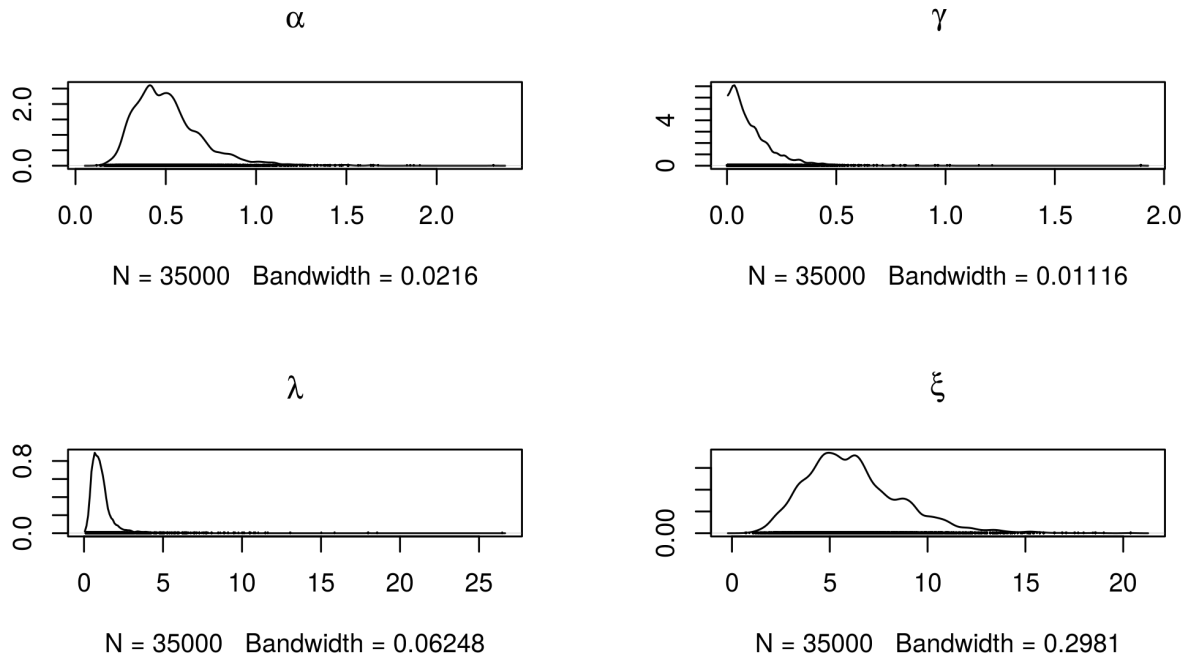 α
2.0
0.0
0.0 0.5 1.0 1.5 2.0
N = 35000 Bandwidth = 0.0216
γ
4
0
0.0 0.5 1.0 1.5 2.0
N = 35000 Bandwidth = 0.01116
λ
0.8
0.0
0 5 10 15 20 25
N = 35000 Bandwidth = 0.06248
ξ
0.00
0 5 10 15 20
N = 35000 Bandwidth = 0.2981